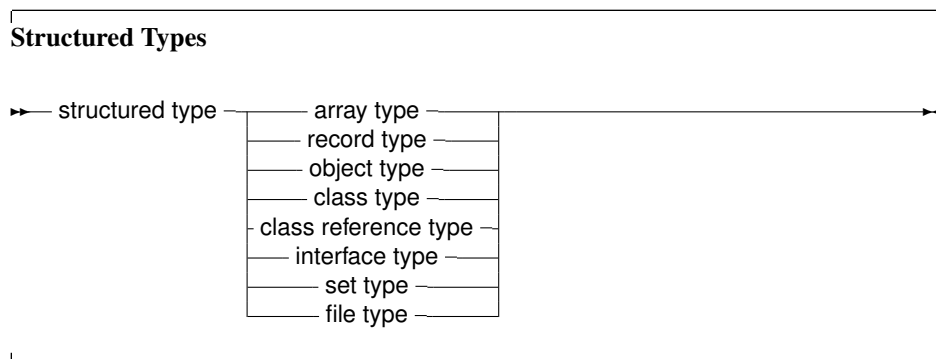 Structured Types
structured type array type
record type
object type
class type
class reference type
interface type
set type
file type